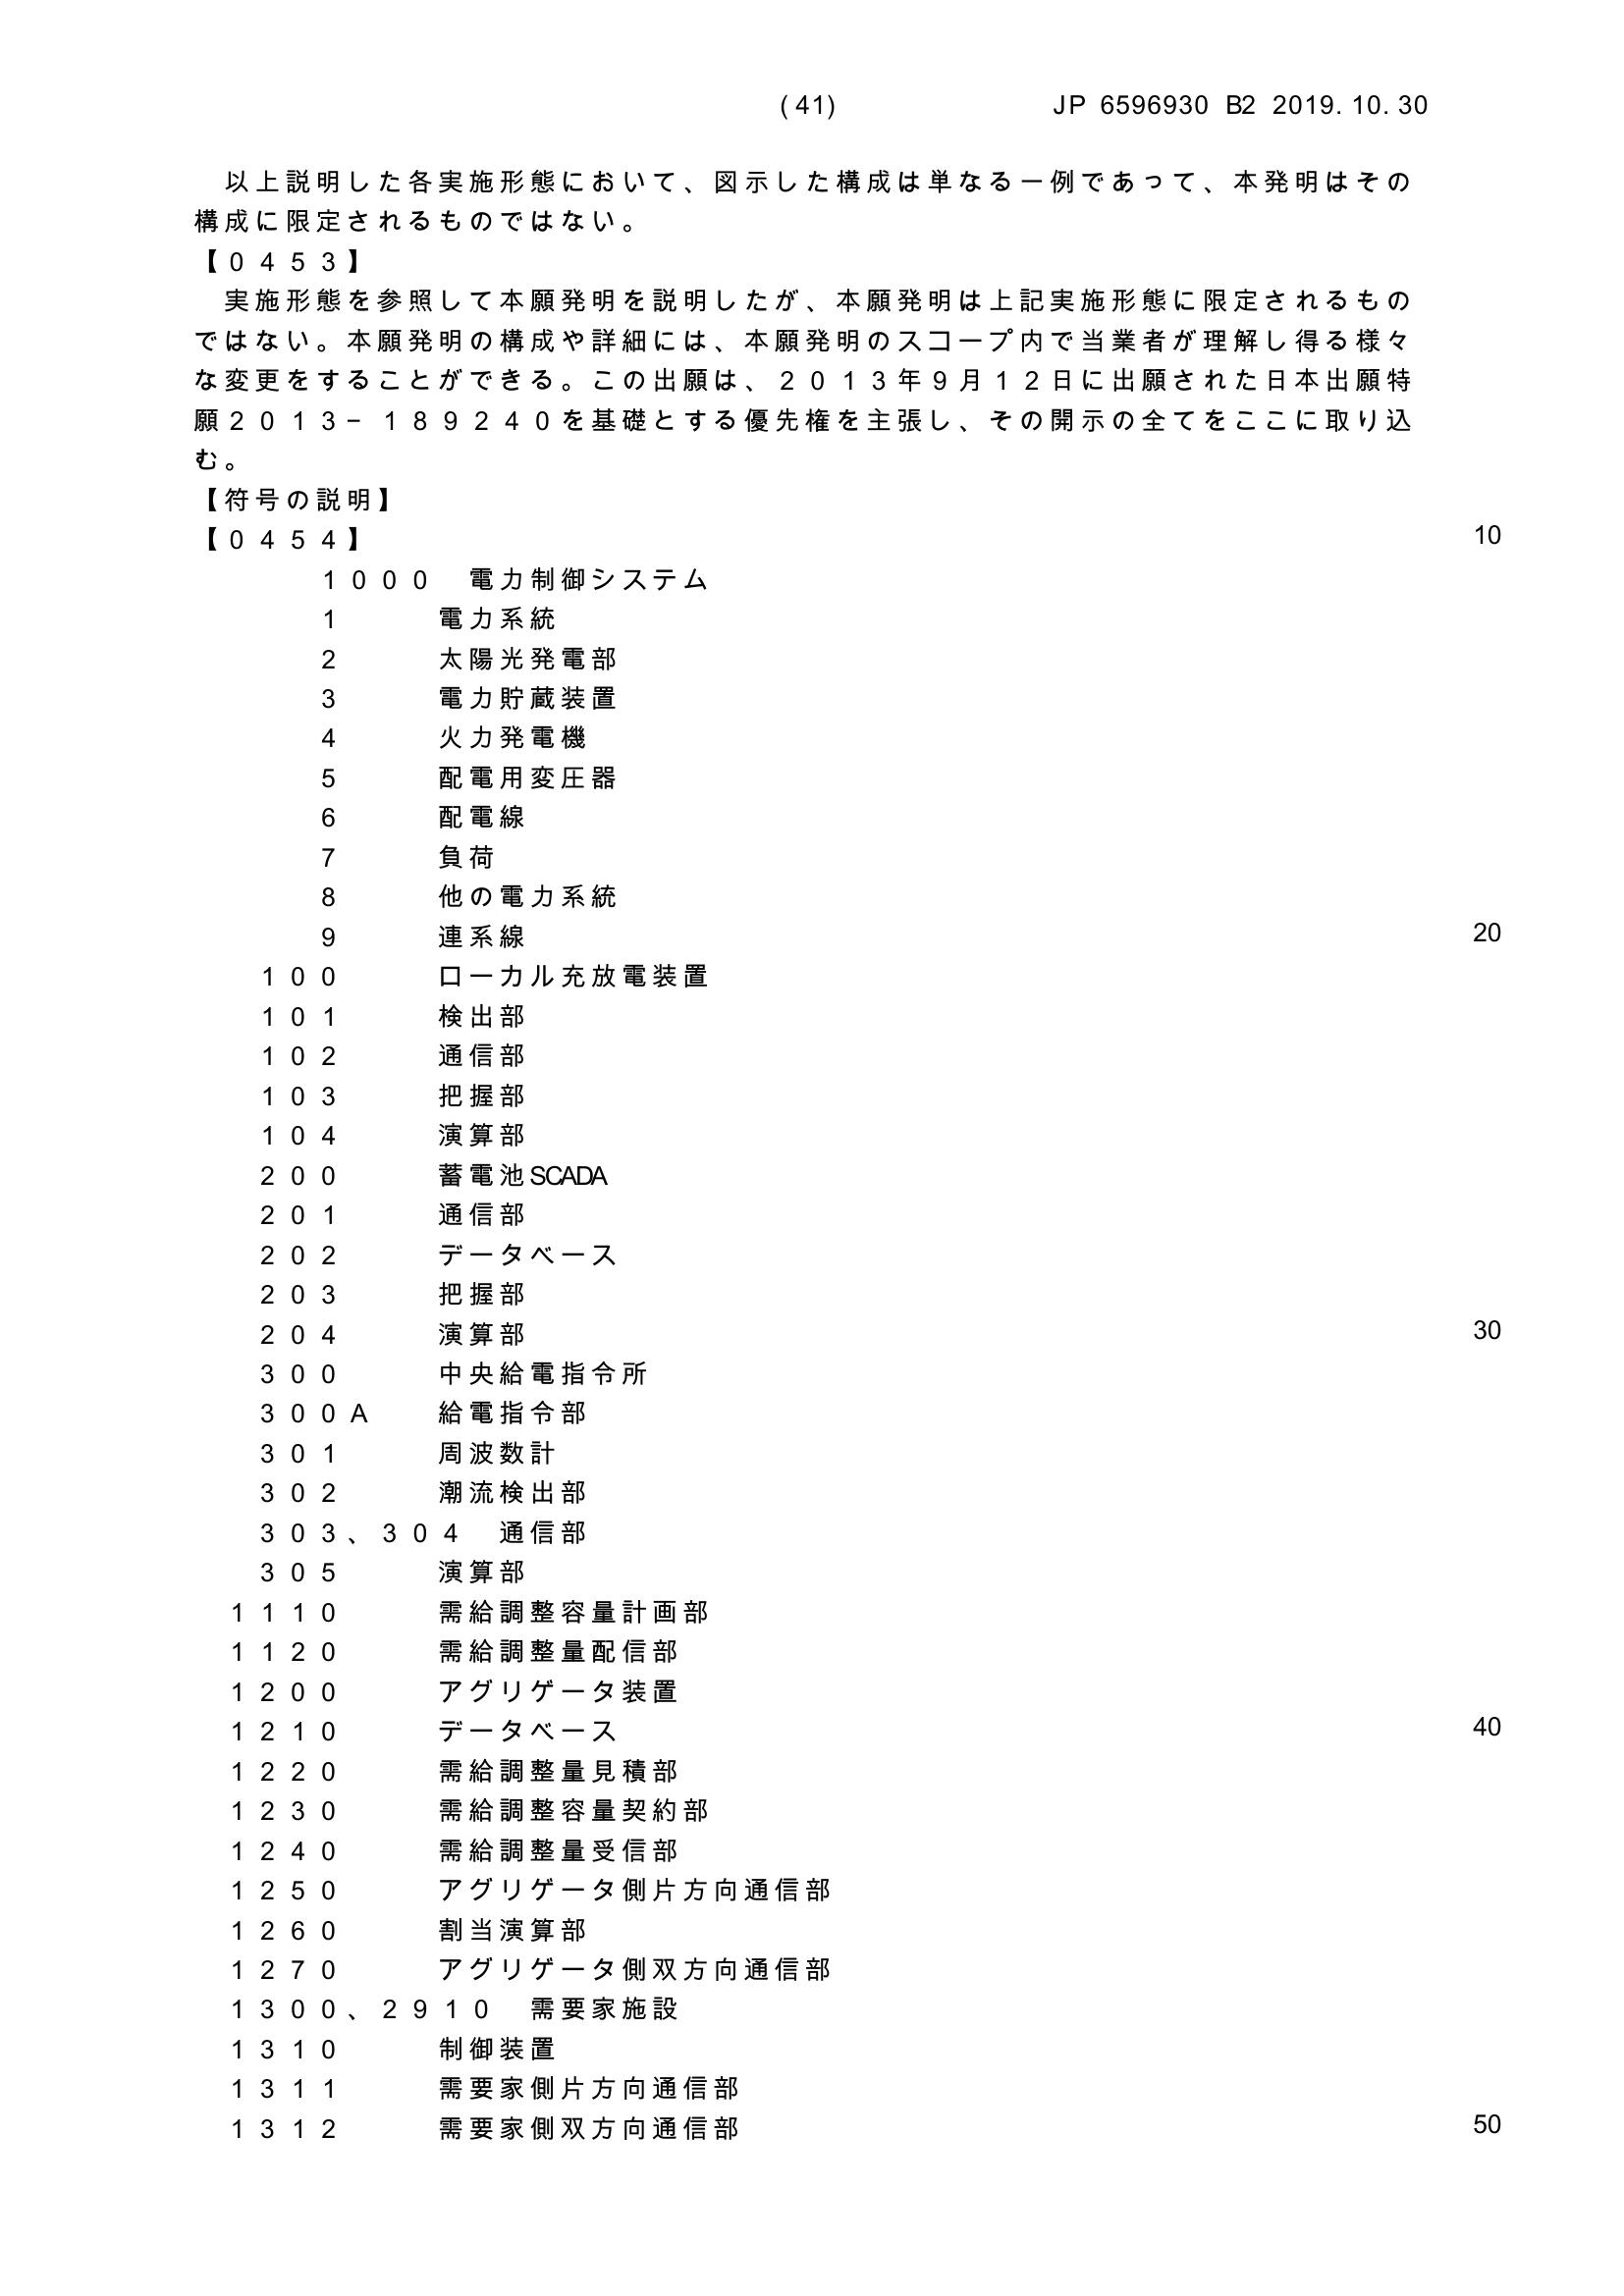 (41) JP 6596930 B2 2019.10.30
以上説明した各実施形態において、図示した構成は単なる一例であって、本発明はその
構成に限定されるものではない。
【0453】
実施形態を参照して本願発明を説明したが、本願発明は上記実施形態に限定されるもの
ではない。本願発明の構成や詳細には、本願発明のスコープ内で当業者が理解し得る様々
な変更をすることができる。この出願は、2013年9月12日に出願された日本出願特
願2013-189240を基礎とする優先権を主張し、その開示の全てをここに取り込
む。
【符号の説明】
【0454】 10
1000 電力制御システム
1 電力系統
2 太陽光発電部
3 電力貯蔵装置
4 火力発電機
5 配電用変圧器
6 配電線
7 負荷
8 他の電力系統
9 連系線 20
100 ローカル充放電装置
101 検出部
102 通信部
103 把握部
104 演算部
200 蓄電池SCADA
201 通信部
202 データベース
203 把握部
204 演算部 30
300 中央給電指令所
300A 給電指令部
301 周波数計
302 潮流検出部
303、304 通信部
305 演算部
1110 需給調整容量計画部
1120 需給調整量配信部
1200 アグリゲータ装置
1210 データベース 40
1220 需給調整量見積部
1230 需給調整容量契約部
1240 需給調整量受信部
1250 アグリゲータ側片方向通信部
1260 割当演算部
1270 アグリゲータ側双方向通信部
1300、2910 需要家施設
1310 制御装置
1311 需要家側片方向通信部
1312 需要家側双方向通信部 50